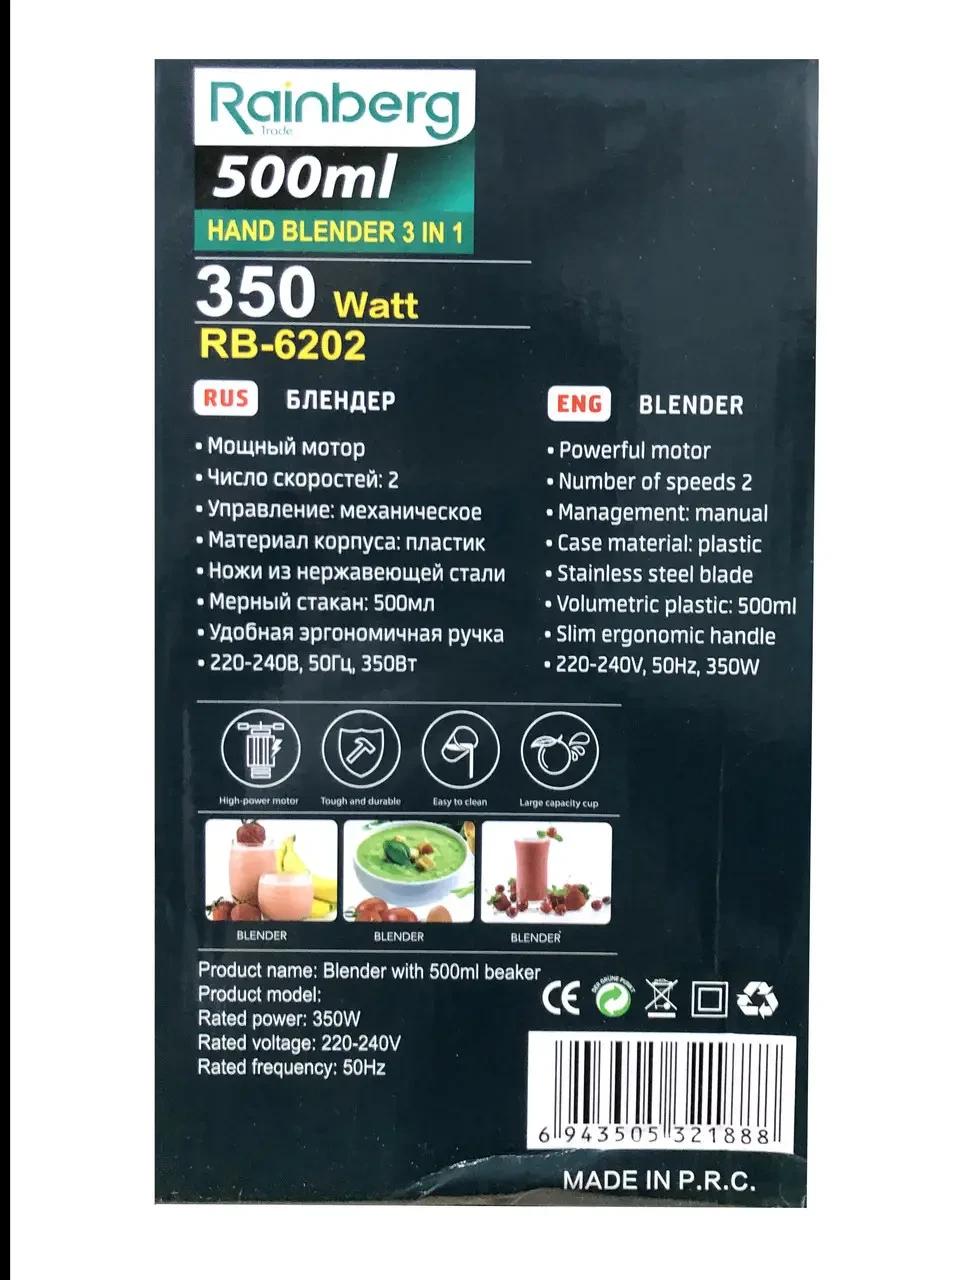 Rainberg
Trade
500ml
HAND BLENDER 3 IN 1
350 Watt
RB-6202
RUS БЛЕНДЕР
• Мощный мотор
• Число скоростей: 2
• Управление: механическое
• Материал корпуса: пластик
• Ножи из нержавеющей стали
• Мерный стакан: 500мл
• Удобная эргономичная ручка
• 220-240В, 50Гц, 350Вт
ENG BLENDER
• Powerful motor
• Number of speeds 2
• Management: manual
• Case material: plastic
• Stainless steel blade
• Volumetric plastic: 500ml
• Slim ergonomic handle
• 220-240V, 50Hz, 350W
High-power motor
Tough and durable
Easy to clean
Large capacity cup
BLENDER
BLENDER
BLENDER
Product name: Blender with 500ml beaker
Product model:
Rated power: 350W
Rated voltage: 220-240V
Rated frequency: 50Hz
CE
DER GRÜNE PUNKT
6 943505 321888
MADE IN P.R.C.